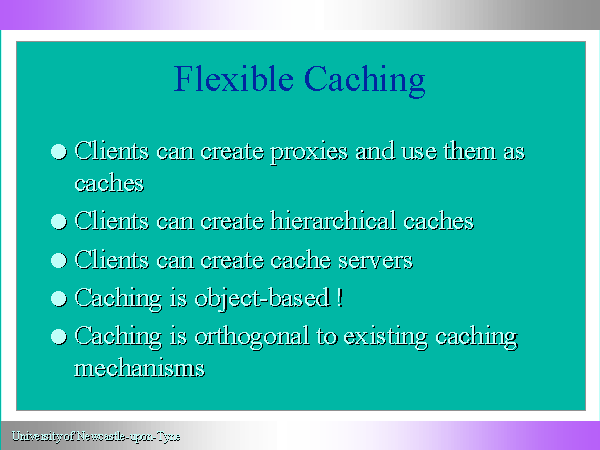 Flexible Caching
Clients can create proxies and use them as
caches
Clients can create hierarchical caches
Clients can create cache servers
Caching is object-based !
Caching is orthogonal to existing caching
mechanisms
University of Newcastle-upon-Tyne